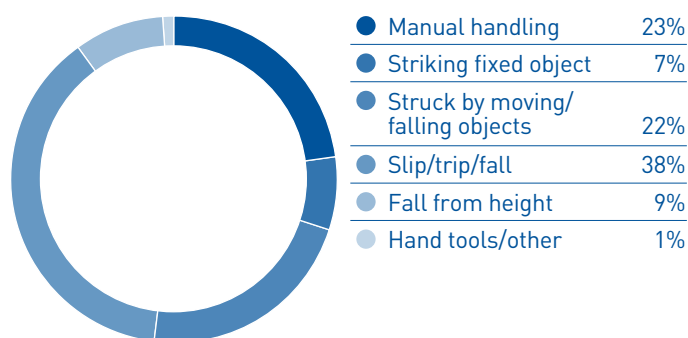 Manual handling 23%
Striking fixed object 7%
Struck by moving/
falling objects 22%
Slip/trip/fall 38%
Fall from height 9%
Hand tools/other 1%